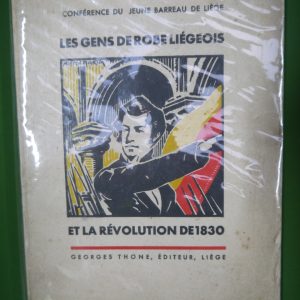 CONFÉRENCE DU JEUNE BARREAU DE LIÈGE
LES GENS DE ROBE LIÉGEOIS
ET LA RÉVOLUTION DE 1830
GEORGES THONE, ÉDITEUR, LIÈGE